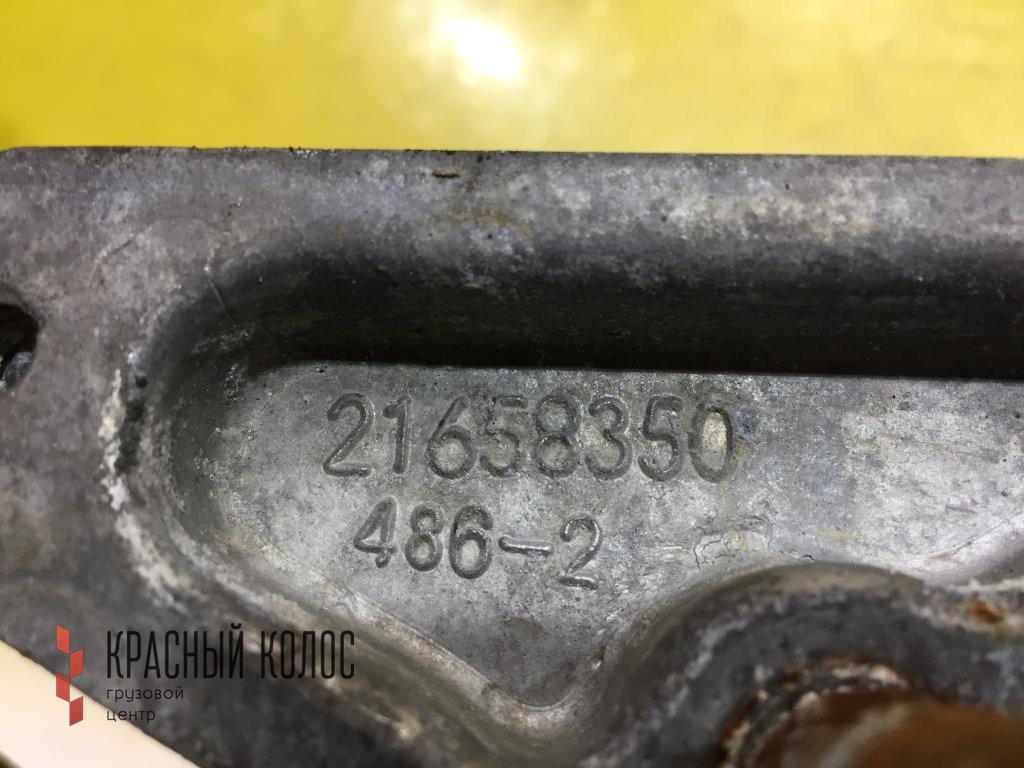 21658350
486-2
КРАСНЫЙ КОЛОС
грузовой
центр